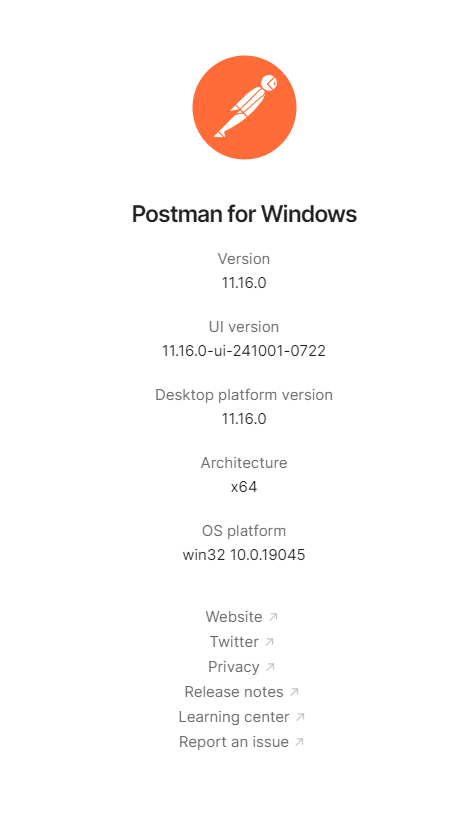 Postman for Windows
Version
11.16.0
UI version
11.16.0-ui-241001-0722
Desktop platform version
11.16.0
Architecture
x64
OS platform
win32 10.0.19045
Website ↗
Twitter ↗
Privacy ↗
Release notes ↗
Learning center ↗
Report an issue ↗